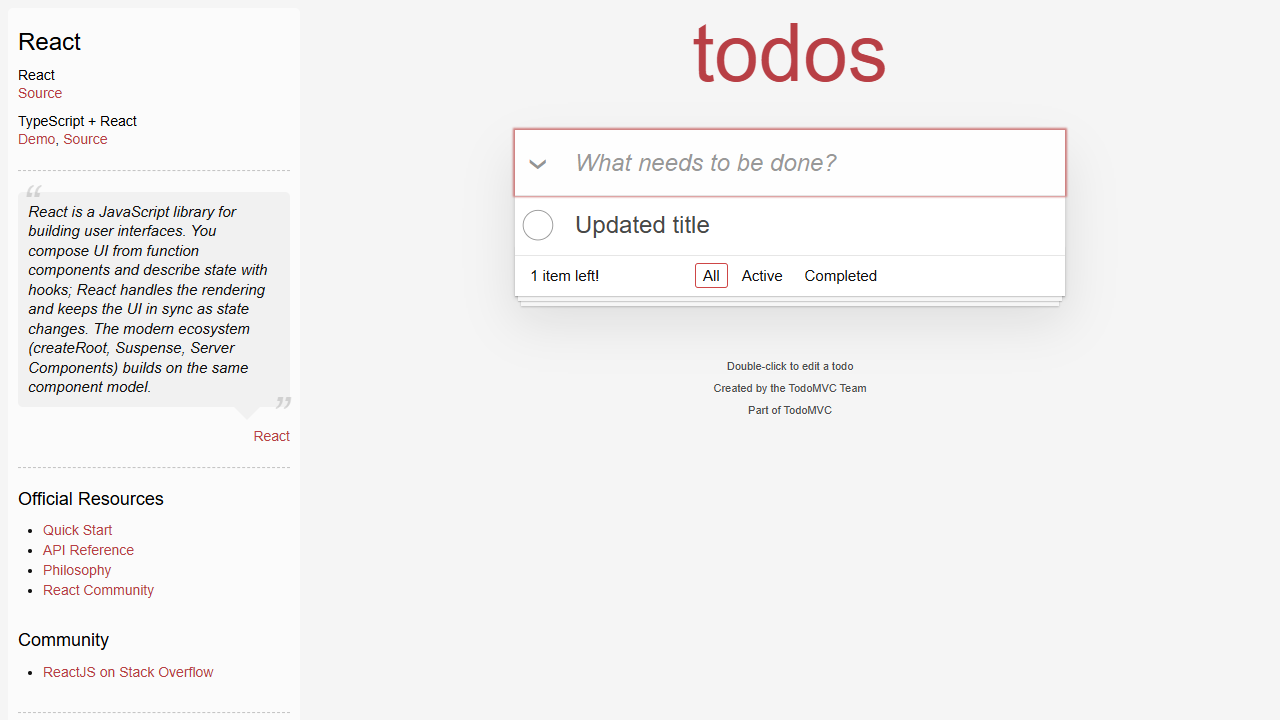 React
React
Source
TypeScript + React
Demo, Source
“
React is a JavaScript library for
building user interfaces. You
compose UI from function
components and describe state with
hooks; React handles the rendering
and keeps the UI in sync as state
changes. The modern ecosystem
(createRoot, Suspense, Server
Components) builds on the same
component model.
”
React
Official Resources
Quick Start
API Reference
Philosophy
React Community
Community
ReactJS on Stack Overflow
todos
What needs to be done?
Updated title
1 item left!
All
Active
Completed
Double-click to edit a todo
Created by the TodoMVC Team
Part of TodoMVC